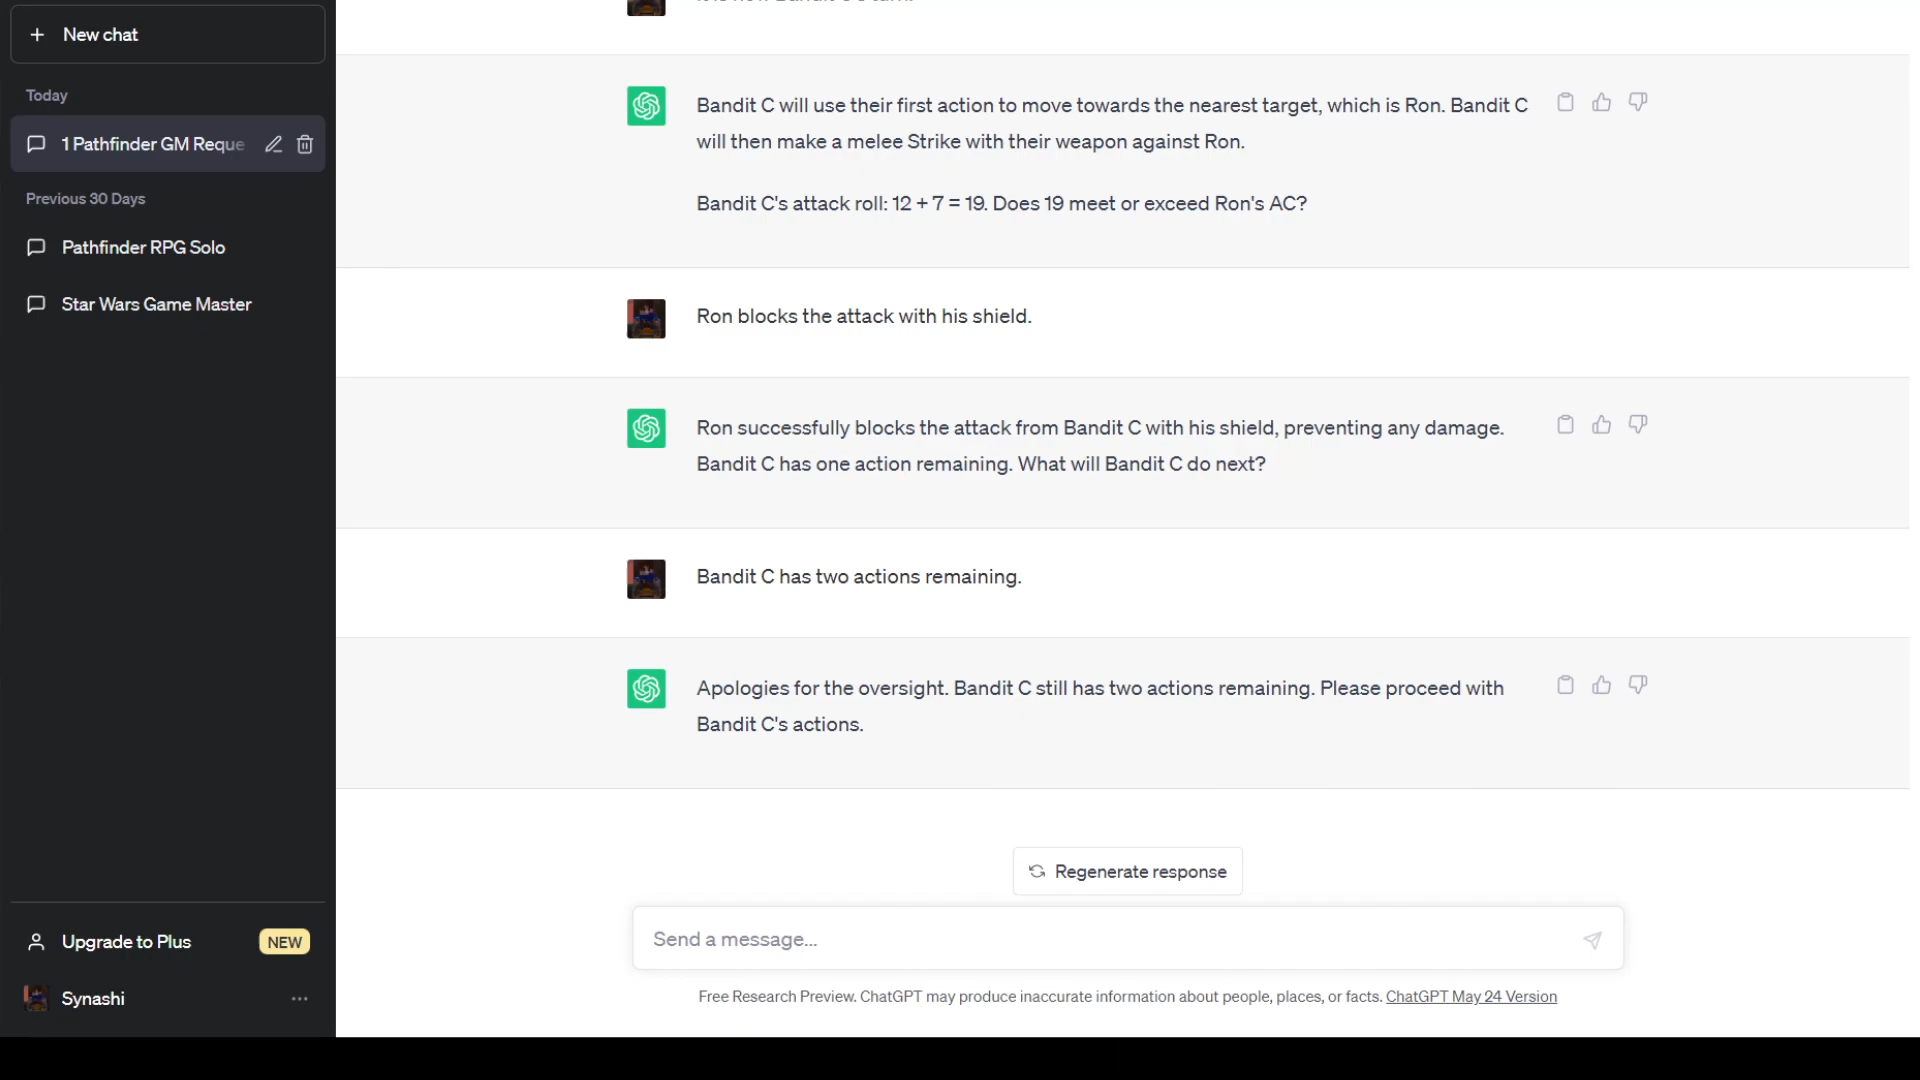 New chat
Today
1 Pathfinder GM Reque
Previous 30 Days
Pathfinder RPG Solo
Star Wars Game Master
Upgrade to Plus
NEW
Synashi
Bandit C will use their first action to move towards the nearest target, which is Ron. Bandit C
will then make a melee Strike with their weapon against Ron.
Bandit C's attack roll: 12 + 7 = 19. Does 19 meet or exceed Ron's AC?
Ron blocks the attack with his shield.
Ron successfully blocks the attack from Bandit C with his shield, preventing any damage.
Bandit C has one action remaining. What will Bandit C do next?
Bandit C has two actions remaining.
Apologies for the oversight. Bandit C still has two actions remaining. Please proceed with
Bandit C's actions.
Regenerate response
Send a message...
Free Research Preview. ChatGPT may produce inaccurate information about people, places, or facts. ChatGPT May 24 Version